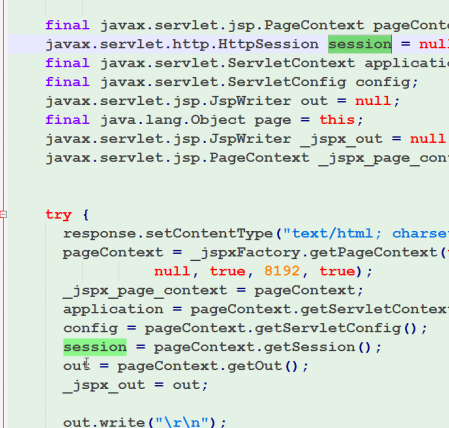 final javax.servlet.jsp.PageContext pageConte
javax.servlet.http.HttpSession session = null
final javax.servlet.ServletContext applicatio
final javax.servlet.ServletConfig config;
javax.servlet.jsp.JspWriter out = null;
final java.lang.Object page = this;
javax.servlet.jsp.JspWriter _jspx_out = null
javax.servlet.jsp.PageContext _jspx_page_con
try {
response.setContentType("text/html; charse
pageContext = _jspxFactory.getPageContext(
null, true, 8192, true);
_jspx_page_context = pageContext;
application = pageContext.getServletContex
config = pageContext.getServletConfig();
session = pageContext.getSession();
out = pageContext.getOut();
_jspx_out = out;
out.write("\r\n");